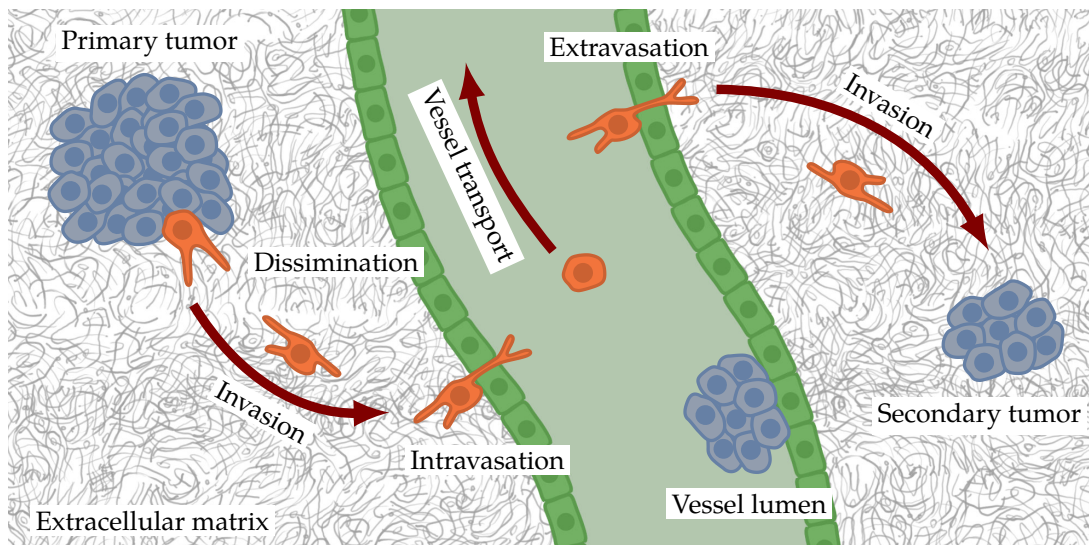 Primary tumor
Extravasation
Vessel transport
Invasion
Dissimination
Invasion
Intravasation
Secondary tumor
Vessel lumen
Extracellular matrix